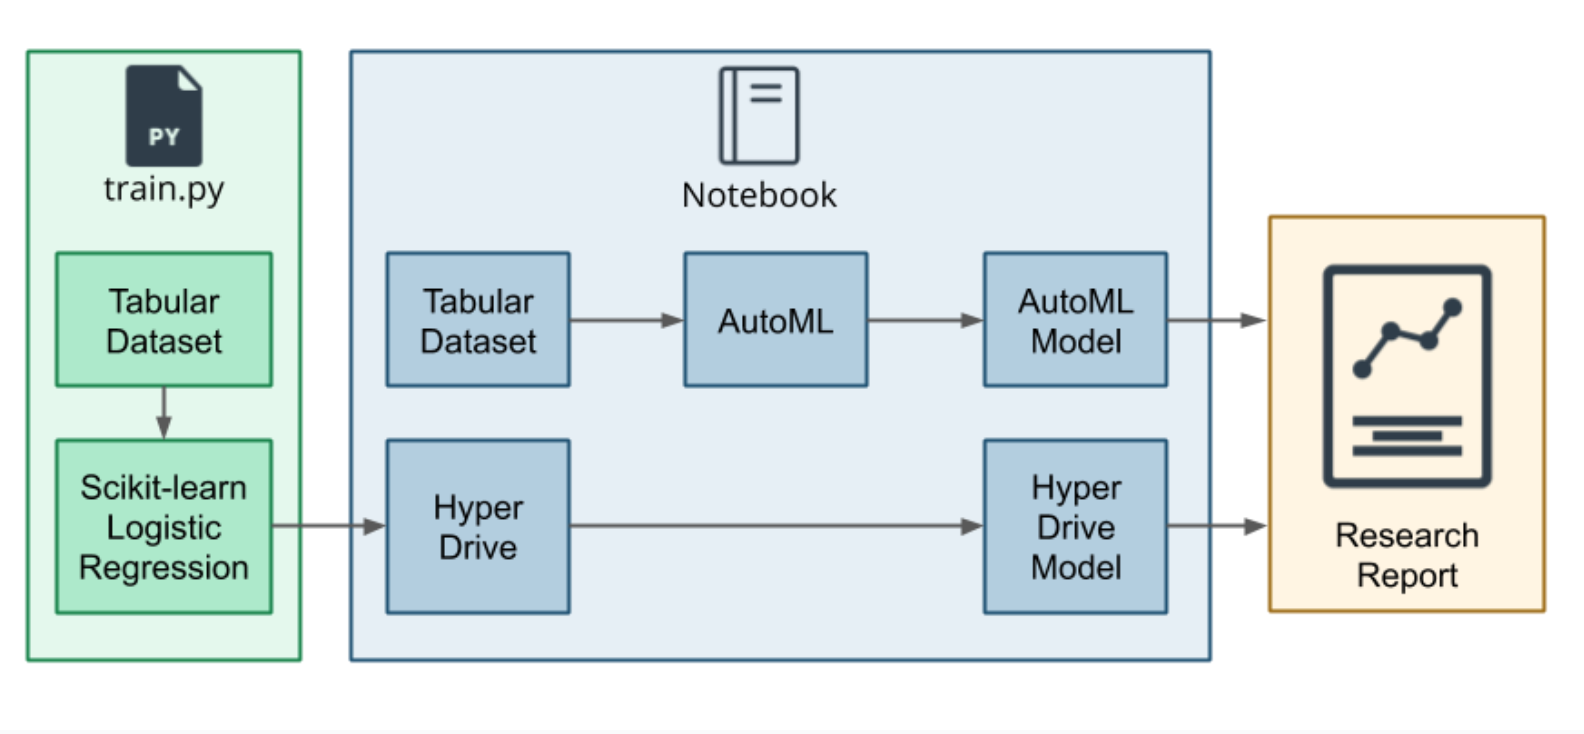 PY
train.py
Tabular
Dataset
Scikit-learn
Logistic
Regression
Notebook
Tabular
Dataset
AutoML
AutoML
Model
Hyper
Drive
Hyper
Drive
Model
Research
Report